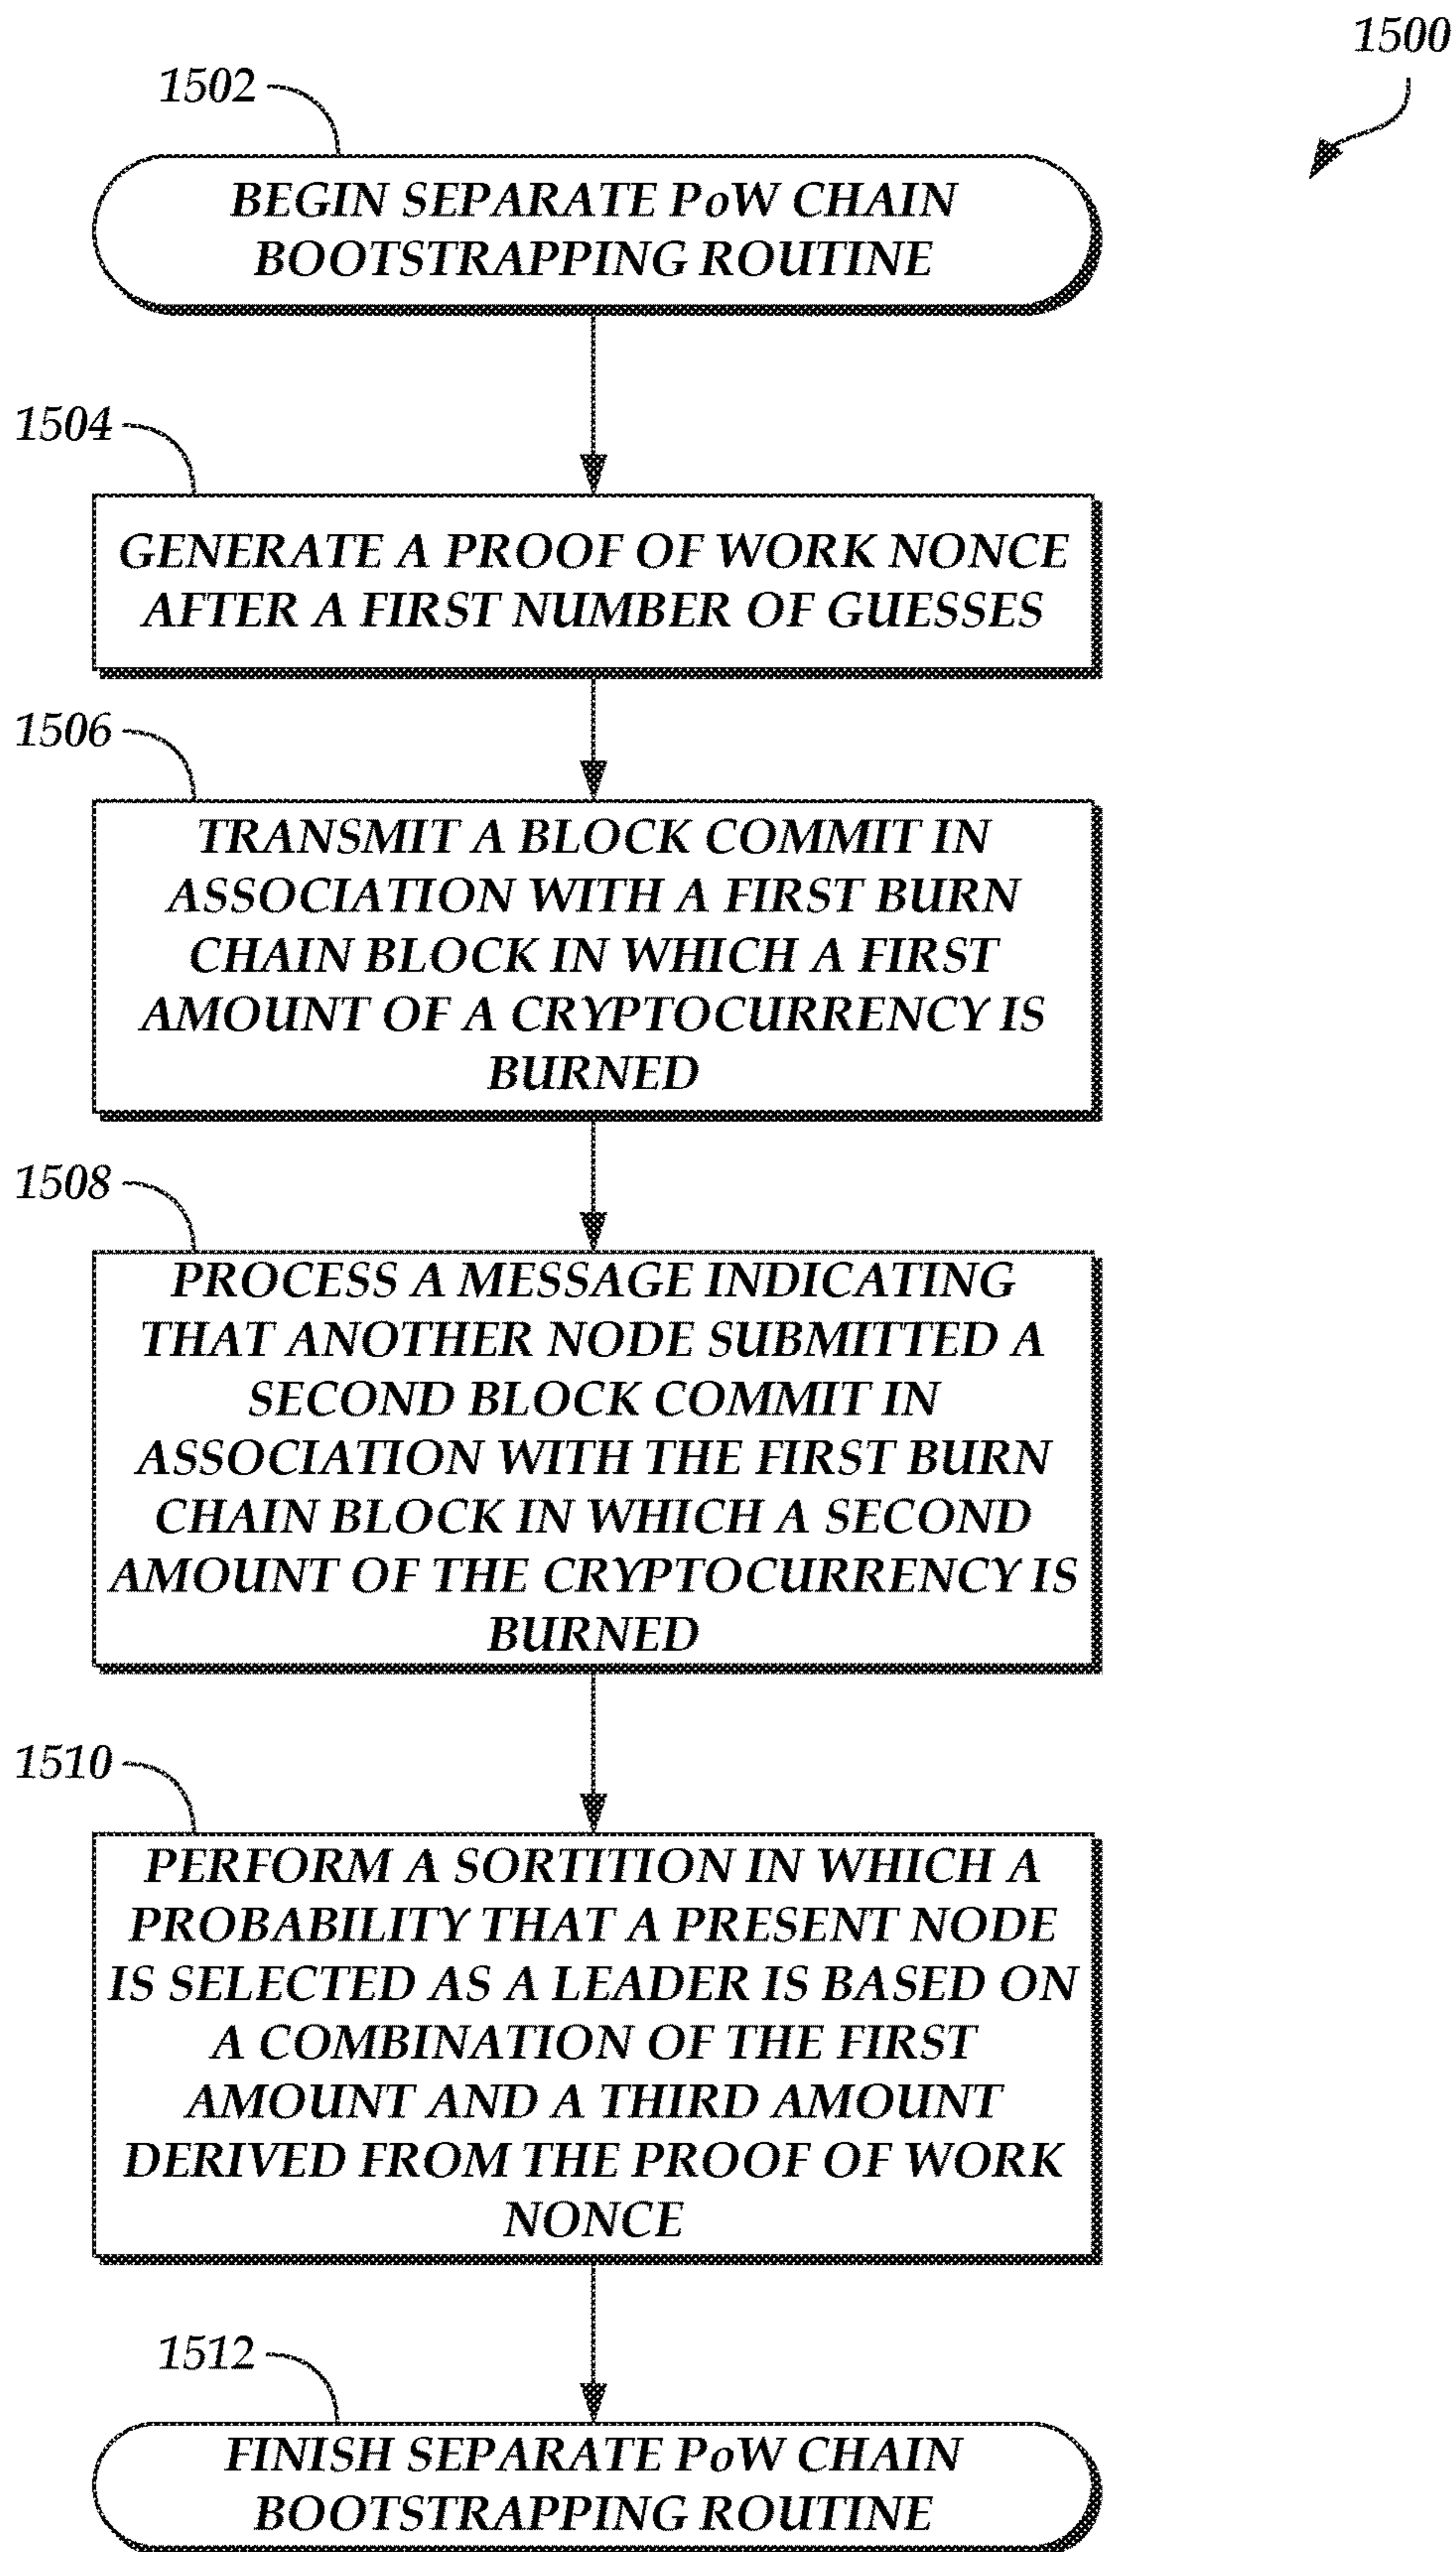 1500
1502
BEGIN SEPARATE PoW CHAIN
BOOTSTRAPPING ROUTINE
1504
GENERATE A PROOF OF WORK NONCE
AFTER A FIRST NUMBER OF GUESSES
1506
TRANSMIT A BLOCK COMMIT IN
ASSOCIATION WITH A FIRST BURN
CHAIN BLOCK IN WHICH A FIRST
AMOUNT OF A CRYPTOCURRENCY IS
BURNED
1508
PROCESS A MESSAGE INDICATING
THAT ANOTHER NODE SUBMITTED A
SECOND BLOCK COMMIT IN
ASSOCIATION WITH THE FIRST BURN
CHAIN BLOCK IN WHICH A SECOND
AMOUNT OF THE CRYPTOCURRENCY IS
BURNED
1510
PERFORM A SORTITION IN WHICH A
PROBABILITY THAT A PRESENT NODE
IS SELECTED AS A LEADER IS BASED ON
A COMBINATION OF THE FIRST
AMOUNT AND A THIRD AMOUNT
DERIVED FROM THE PROOF OF WORK
NONCE
1512
FINISH SEPARATE PoW CHAIN
BOOTSTRAPPING ROUTINE